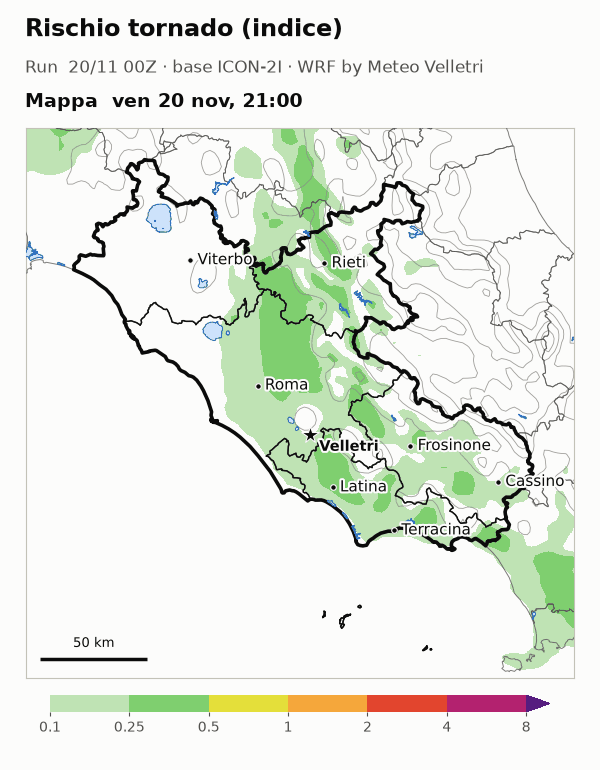 Rischio tornado (indice)
Run  20/11 00Z · base ICON-2I · WRF by Meteo Velletri
Mappa  ven 20 nov, 21:00
Viterbo
Rieti
Roma
Velletri
Frosinone
Latina
Cassino
Terracina
50 km
0.1 0.25 0.5 1 2 4 8